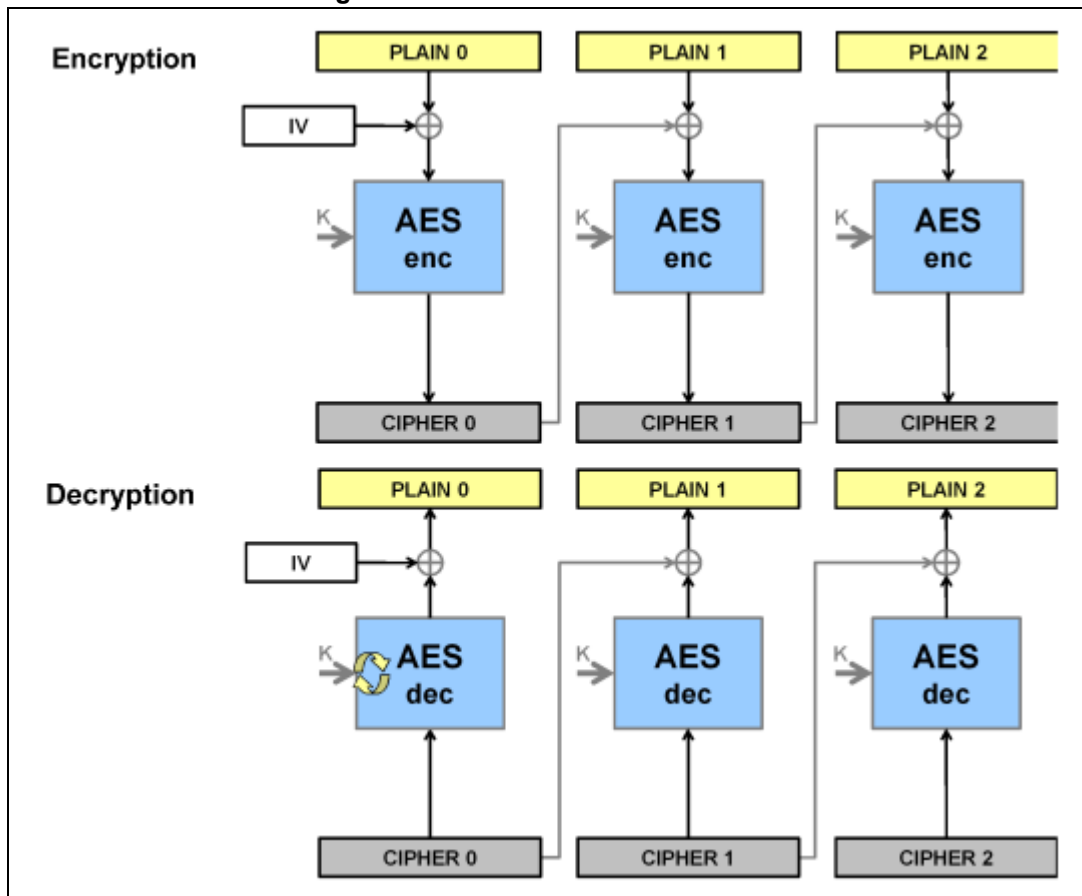 Encryption
PLAIN 0
PLAIN 1
PLAIN 2
IV
K
AES
enc
K
AES
enc
K
AES
enc
CIPHER 0
CIPHER 1
CIPHER 2
Decryption
PLAIN 0
PLAIN 1
PLAIN 2
IV
K
AES
dec
K
AES
dec
K
AES
dec
CIPHER 0
CIPHER 1
CIPHER 2